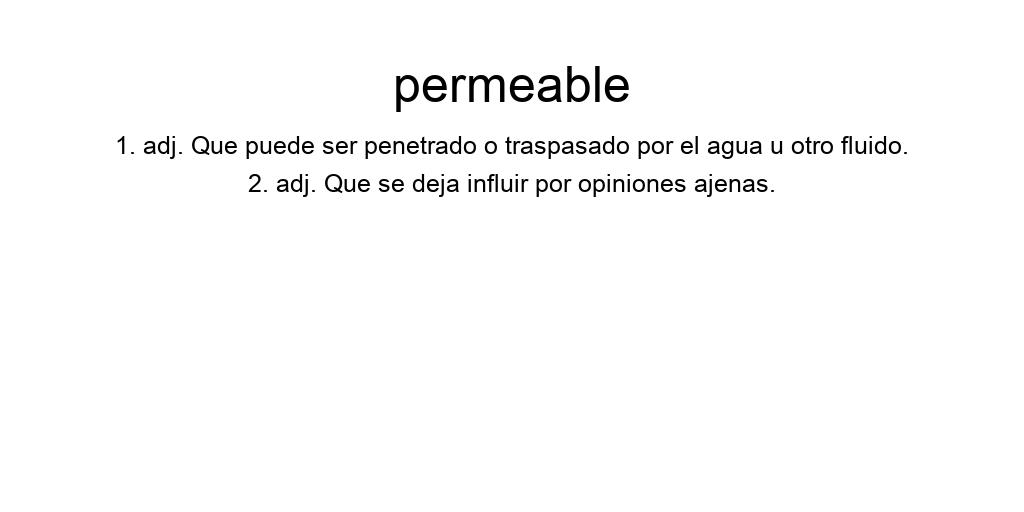 permeable
1. adj. Que puede ser penetrado o traspasado por el agua u otro fluido.
2. adj. Que se deja influir por opiniones ajenas.